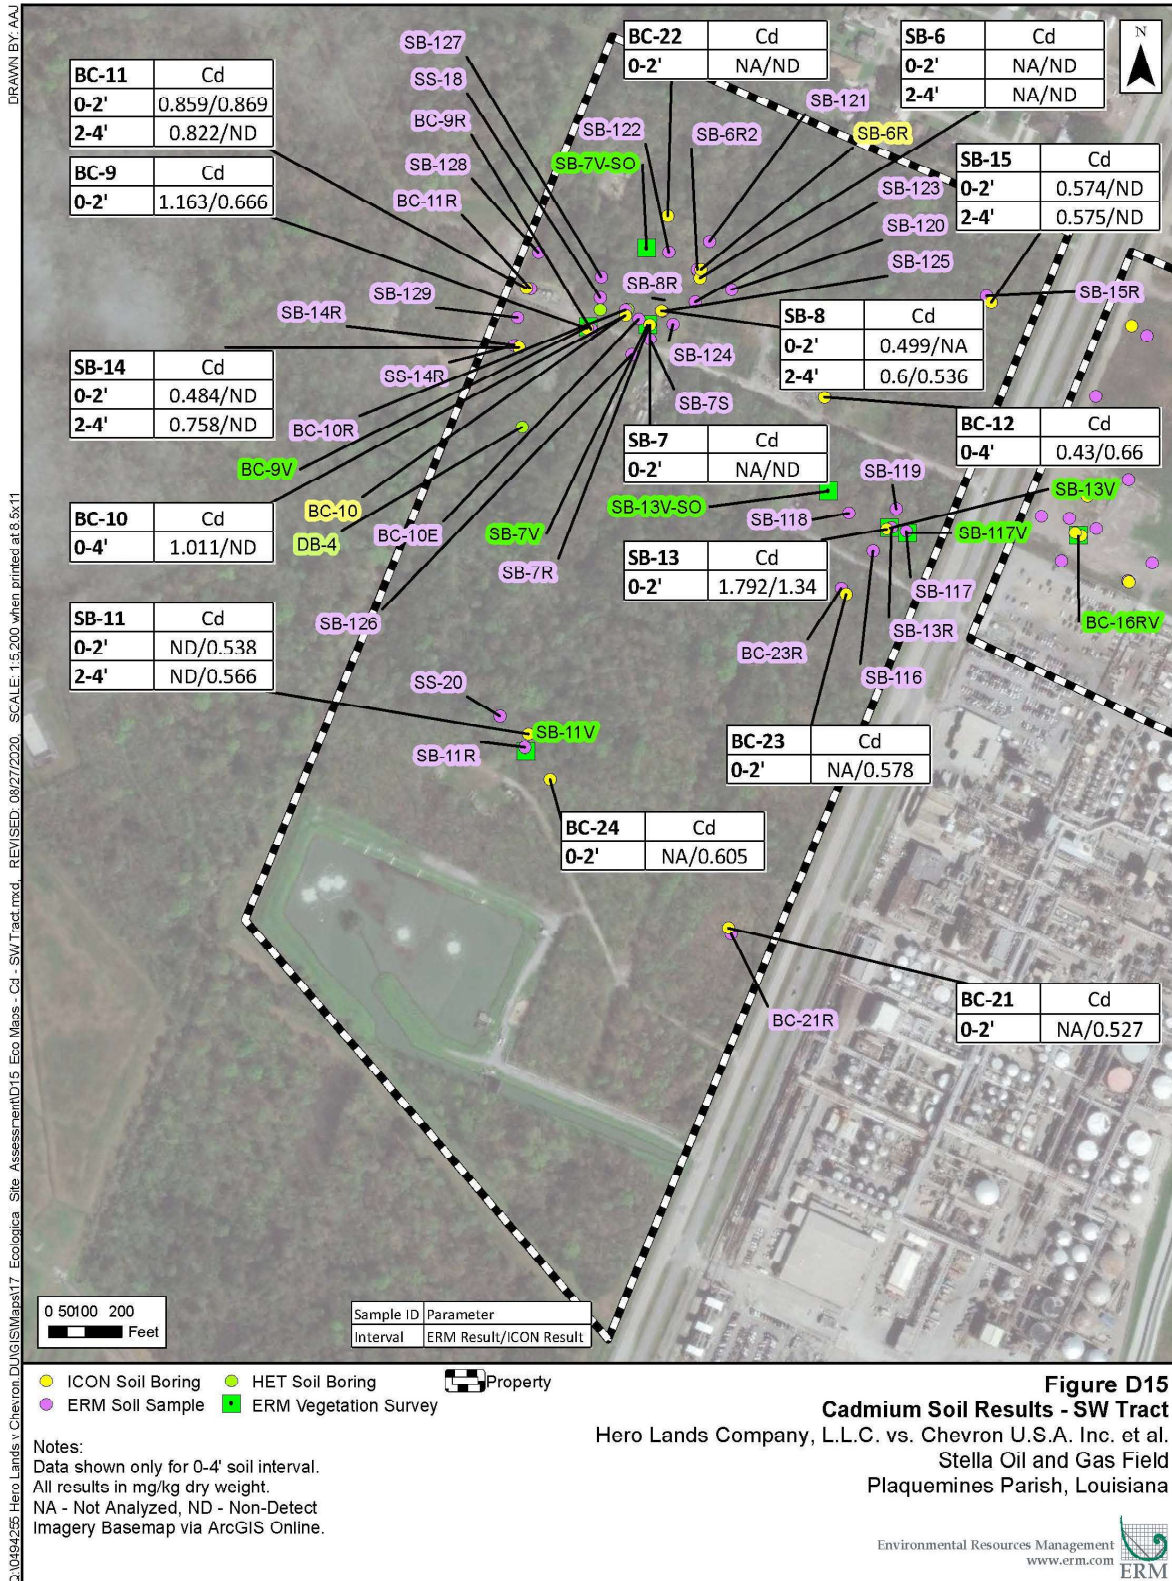 DRAWN BY: AAJ
SB-127
SS-18
BC-9R
SB-128
BC-11R
BC-11 Cd
0-2' 0.859/0.869
2-4' 0.822/ND
BC-9 Cd
0-2' 1.163/0.666
BC-22 Cd
0-2' NA/ND
SB-6 Cd
0-2' NA/ND
2-4' NA/ND
N
SB-121
SB-122
SB-6R2
SB-6R
SB-7V-SO
SB-123
SB-120
SB-125
SB-15 Cd
0-2' 0.574/ND
2-4' 0.575/ND
SB-8R
SB-129
SB-14R
SB-15R
SB-8 Cd
0-2' 0.499/NA
2-4' 0.6/0.536
SB-14 Cd
0-2' 0.484/ND
2-4' 0.758/ND
SS-14R
SB-124
SB-7S
BC-10R
BC-9V
SB-7 Cd
0-2' NA/ND
BC-12 Cd
0-4' 0.43/0.66
SB-119
SB-13V
SB-13V-SO
SB-118
SB-117V
BC-10
DB-4
BC-10E
SB-7V
SB-7R
BC-10 Cd
0-4' 1.011/ND
SB-13 Cd
0-2' 1.792/1.34
SB-117
SB-13R
BC-16RV
BC-23R
SB-116
SB-126
SB-11 Cd
0-2' ND/0.538
2-4' ND/0.566
SS-20
SB-11V
SB-11R
BC-23 Cd
0-2' NA/0.578
BC-24 Cd
0-2' NA/0.605
BC-21 Cd
0-2' NA/0.527
BC-21R
0 50100 200
Feet
Sample ID Parameter
Interval ERM Result/ICON Result
ICON Soil Boring
HET Soil Boring
Property
ERM Soil Sample
ERM Vegetation Survey
Notes:
Data shown only for 0-4' soil interval.
All results in mg/kg dry weight.
NA - Not Analyzed, ND - Non-Detect
Imagery Basemap via ArcGIS Online.
Figure D15
Cadmium Soil Results - SW Tract
Hero Lands Company, L.L.C. vs. Chevron U.S.A. Inc. et al.
Stella Oil and Gas Field
Plaquemines Parish, Louisiana
Environmental Resources Management
www.erm.com
ERM
Hero Lands v Chevron.DU\GIS\Maps\17 Ecologica Site Assessment\D15 Eco Maps - Cd - SW Tract.mxd, REVISED: 08/27/2020, SCALE: 1:5,200 when printed at 8.5x11